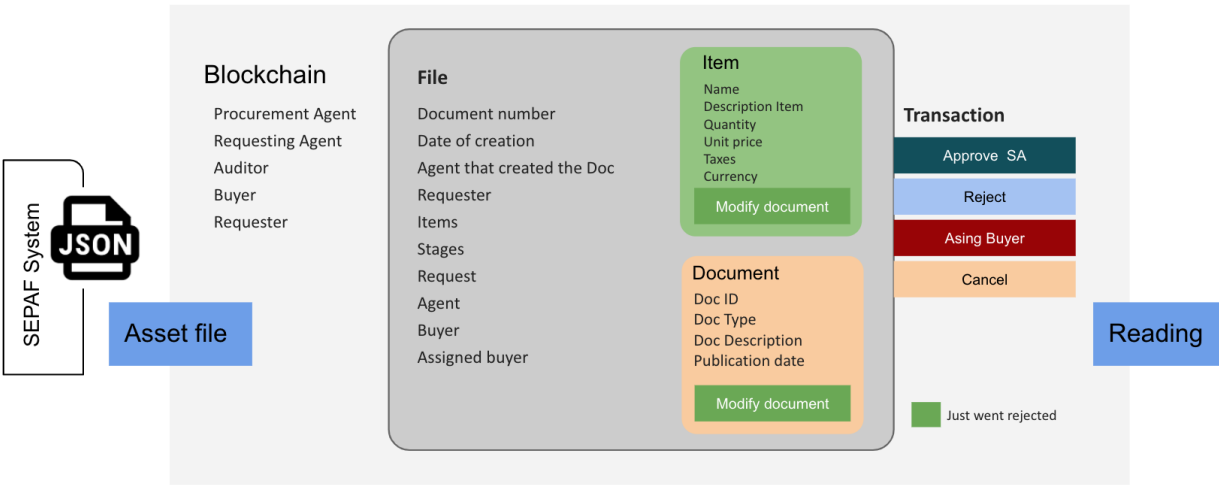 SEPAF System
JSON
Asset file
Blockchain
Procurement Agent
Requesting Agent
Auditor
Buyer
Requester
File
Document number
Date of creation
Agent that created the Doc
Requester
Items
Stages
Request
Agent
Buyer
Assigned buyer
Item
Name
Description Item
Quantity
Unit price
Taxes
Currency
Modify document
Document
Doc ID
Doc Type
Doc Description
Publication date
Modify document
Transaction
Approve  SA
Reject
Asing Buyer
Cancel
Reading
Just went rejected